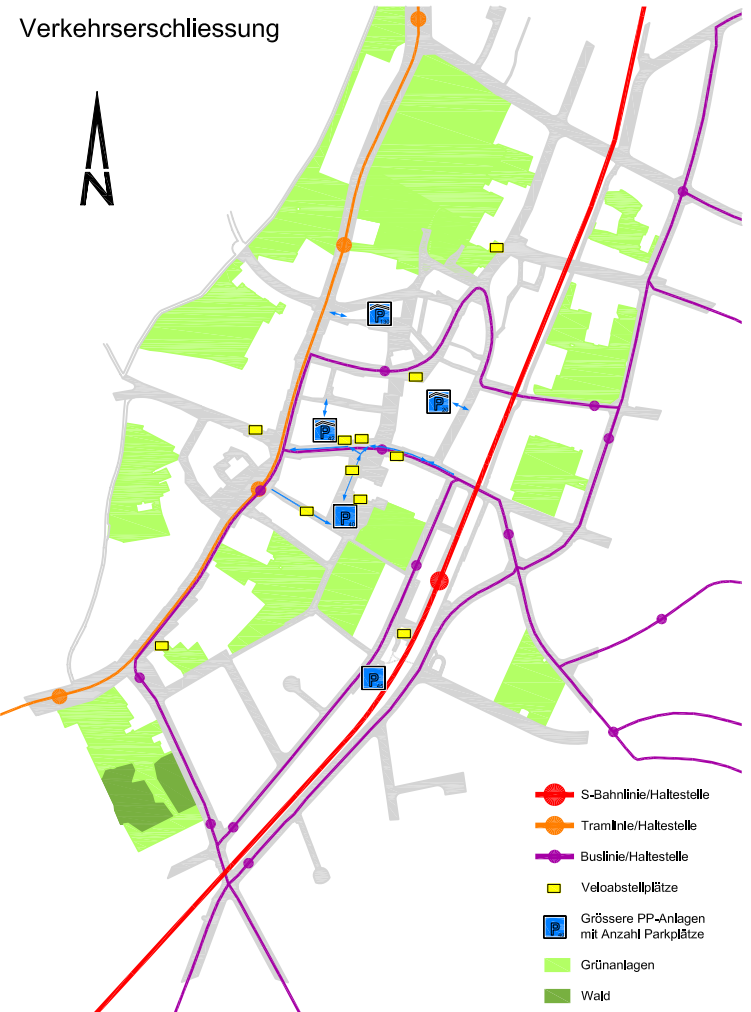 Verkehrserschliessung
N
P
P
P
P
P
S-Bahnlinie/Haltestelle
Tramlinie/Haltestelle
Buslinie/Haltestelle
Veloabstellplätze
P
Grössere PP-Anlagen
mit Anzahl Parkplätze
Grünanlagen
Wald